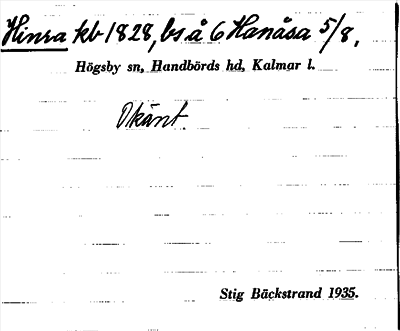 Hinsa kb 1828, bs å 6 Hanåsa 5/8,
Högsby sn, Handbörds hd, Kalmar l.
Okänt.
Stig Bäckstrand 1935.